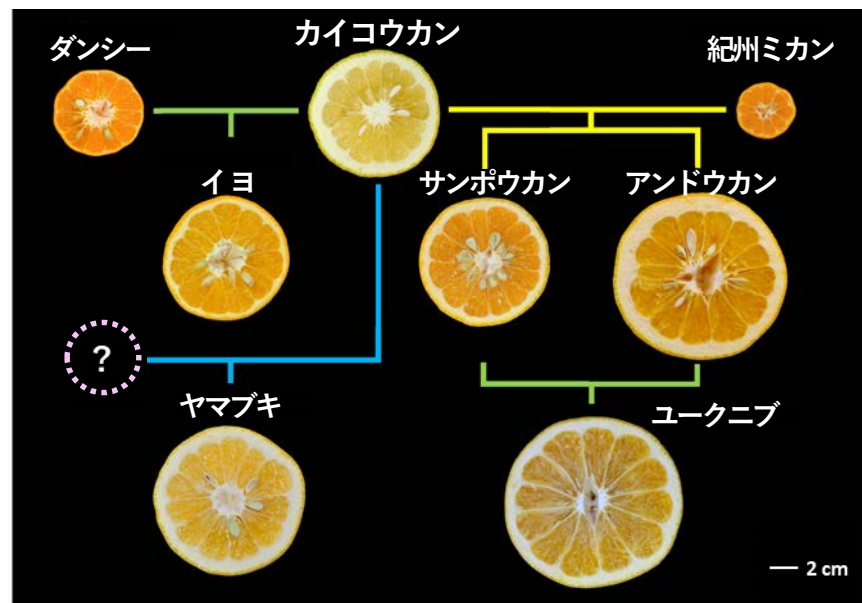 ダンシー
カイコウカン
紀州ミカン
イヨ
サンポウカン
アンドウカン
?
ヤマブキ
ユークニブ
2 cm